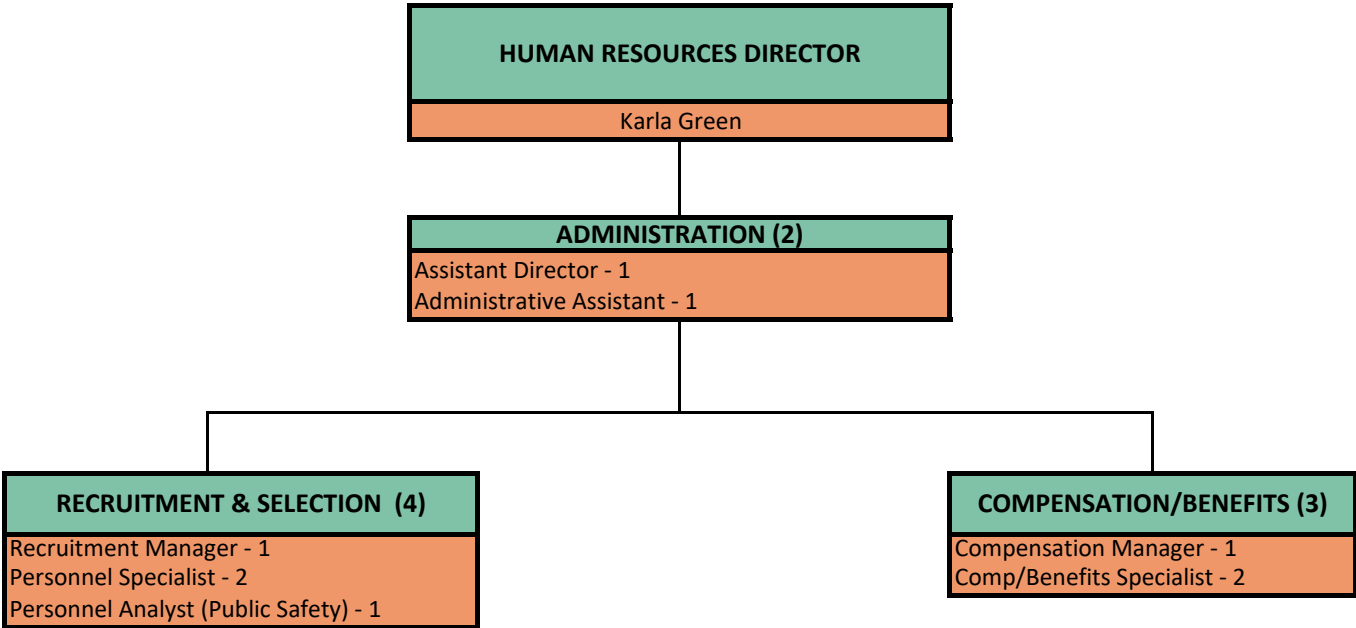 HUMAN RESOURCES DIRECTOR
Karla Green
ADMINISTRATION (2)
Assistant Director - 1
Administrative Assistant - 1
RECRUITMENT & SELECTION (4)
Recruitment Manager - 1
Personnel Specialist - 2
Personnel Analyst (Public Safety) - 1
COMPENSATION/BENEFITS (3)
Compensation Manager - 1
Comp/Benefits Specialist - 2